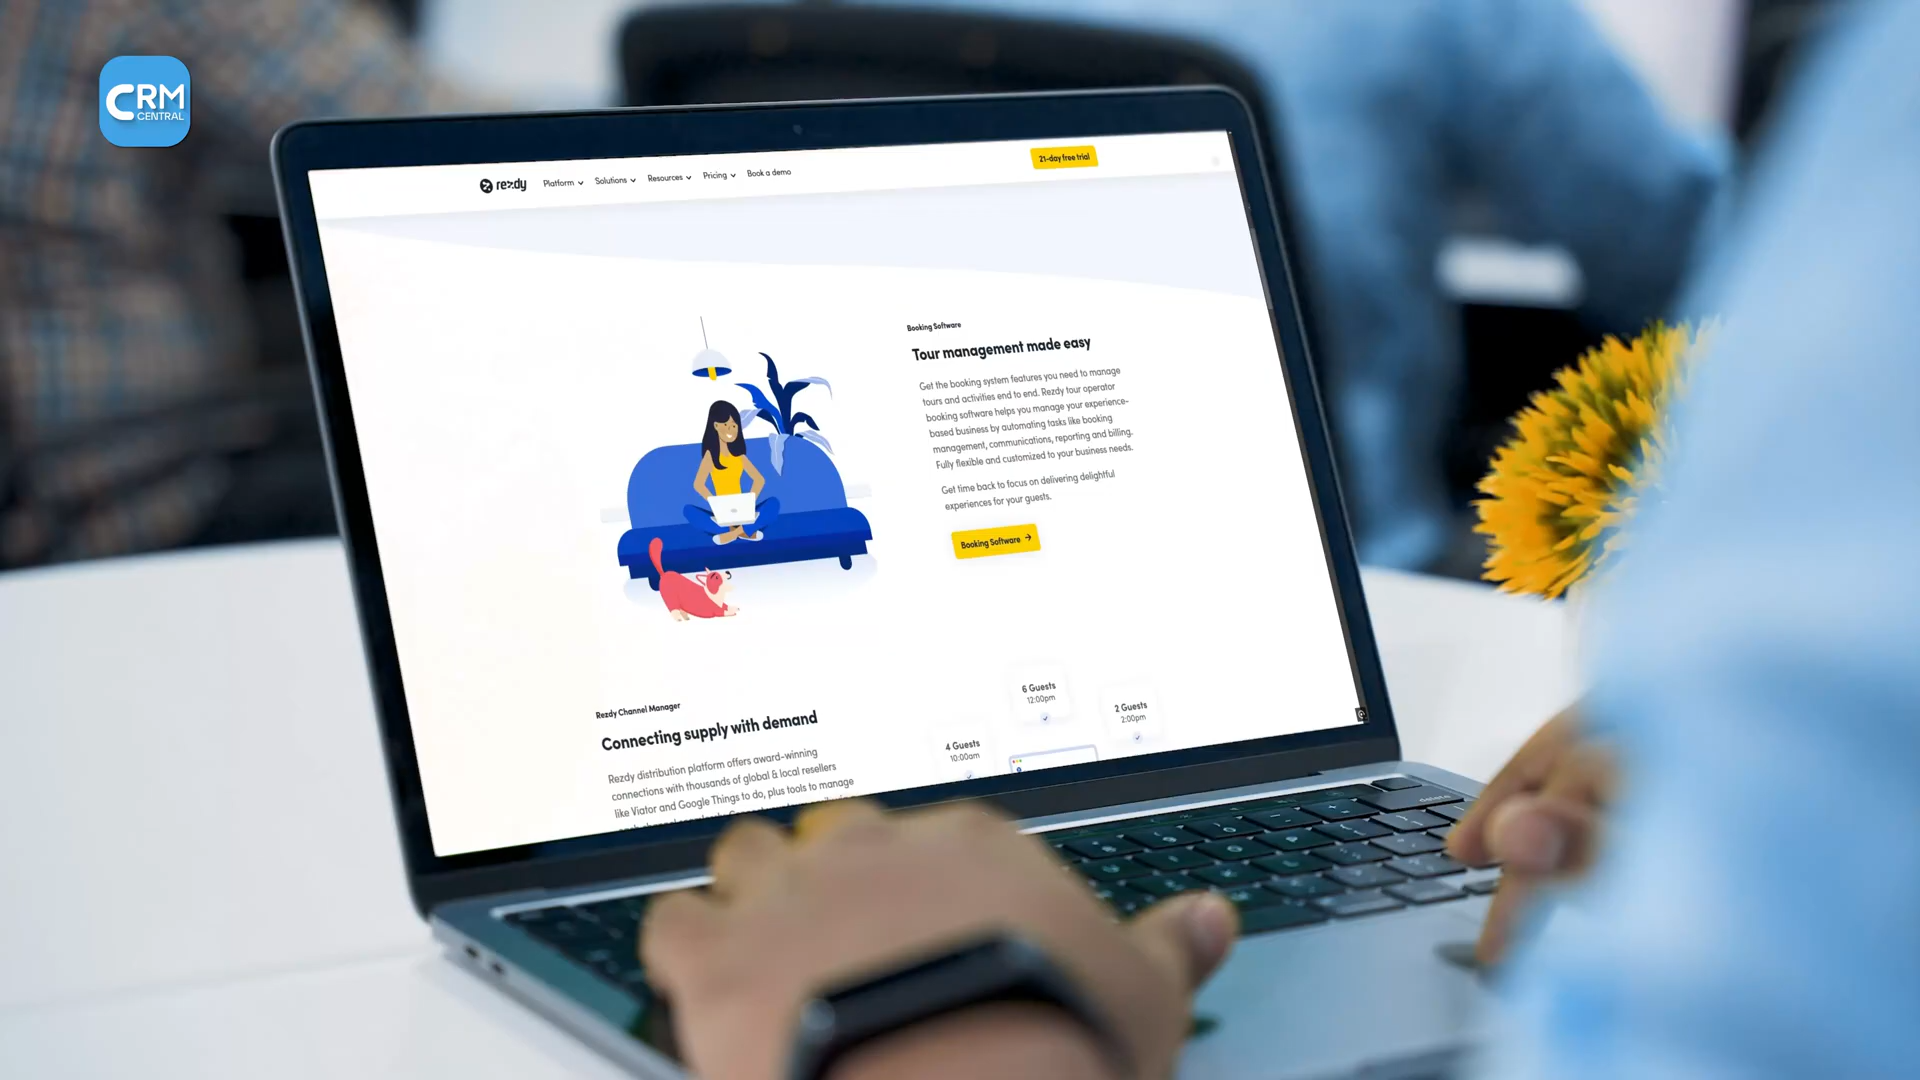 CRM
CENTRAL
rezdy Platform Solutions Resources Pricing Book a demo 21-day free trial
Booking Software
Tour management made easy
Get the booking system features you need to manage
tours and activities end to end. Rezdy tour operator
booking software helps you manage your experience-
based business by automating tasks like booking
management, communications, reporting and billing.
Fully flexible and customized to your business needs.
Get time back to focus on delivering delightful
experiences for your guests.
Booking Software →
Rezdy Channel Manager
Connecting supply with demand
Rezdy distribution platform offers award-winning
connections with thousands of global & local resellers
like Viator and Google Things to do, plus tools to manage
6 Guests
12:00pm
2 Guests
2:00pm
4 Guests
10:00am
delete